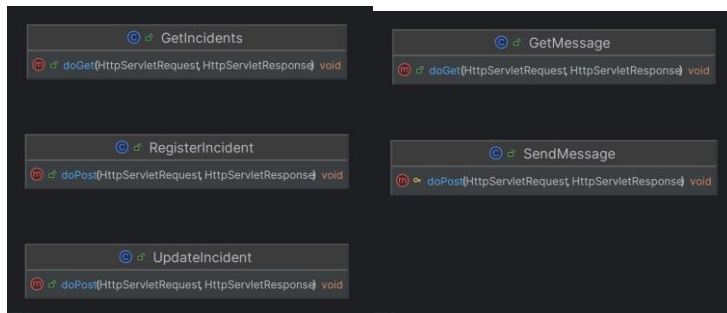 GetIncidents
doGet(HttpServletRequest, HttpServletResponse) void
RegisterIncident
doPost(HttpServletRequest, HttpServletResponse) void
UpdateIncident
doPost(HttpServletRequest, HttpServletResponse) void
GetMessage
doGet(HttpServletRequest, HttpServletResponse) void
SendMessage
doPost(HttpServletRequest, HttpServletResponse) void